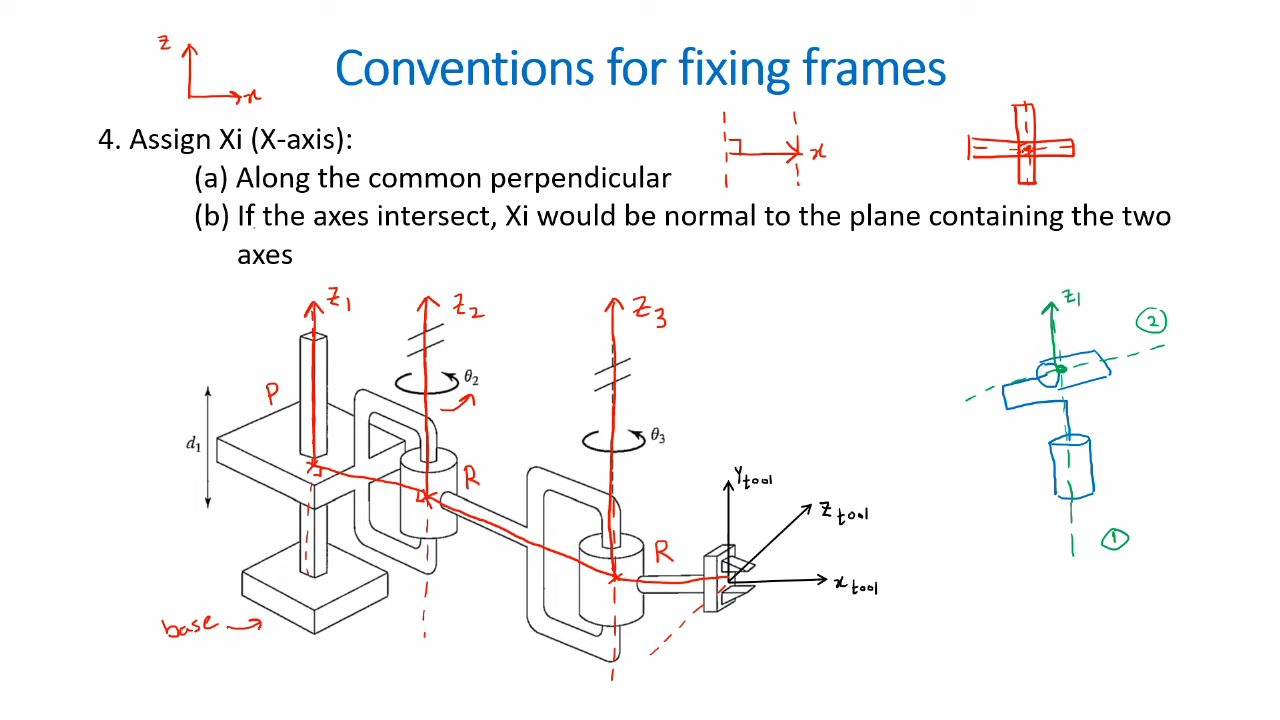 z
x
Conventions for fixing frames
4. Assign Xi (X-axis):
x
(a) Along the common perpendicular
(b) If the axes intersect, Xi would be normal to the plane containing the two
axes
Z1
Z2
Z3
Z1
2
P
θ2
d1
θ3
R
Ytool
Ztool
R
xtool
1
base